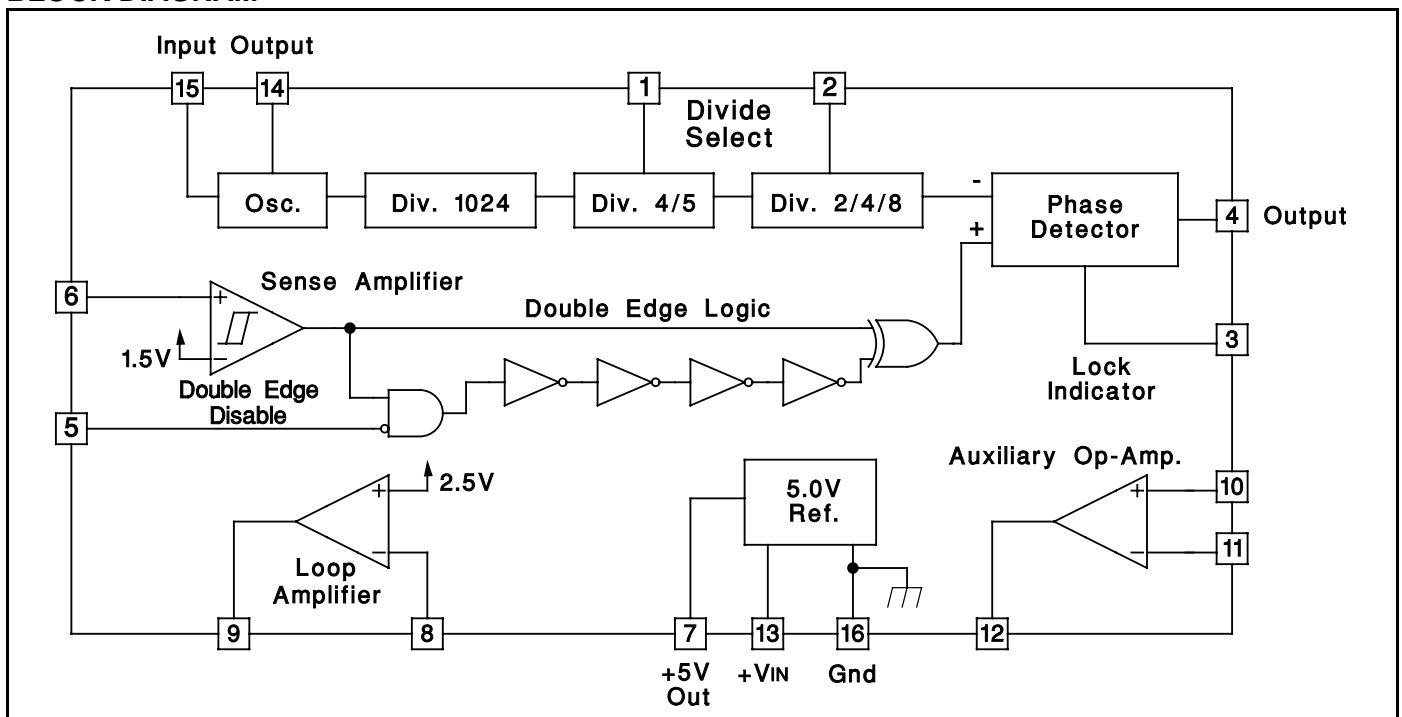 Input Output
15
14
1
2
Divide
Select
Osc.
Div. 1024
Div. 4/5
Div. 2/4/8
-
+
Phase
Detector
4
Output
6
+
Sense Amplifier
Double Edge Logic
1.5V
−
3
Lock
Indicator
Double Edge
Disable
5
2.5V
+
−
Loop
Amplifier
5.0V
Ref.
Auxiliary Op-Amp.
+
−
10
11
9
8
7
13
16
12
+5V
Out
+VIN
Gnd